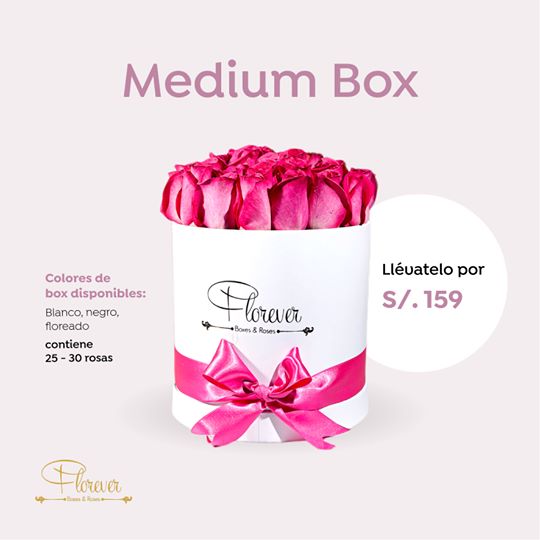 Medium Box
Colores de
box disponibles:
Blanco, negro,
floreado
contiene
25 - 30 rosas
Florever
Boxes & Roses
Llévatelo por
S/. 159
Florever
Boxes & Roses